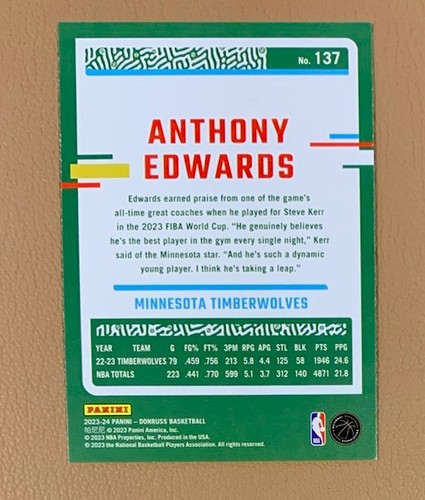 No. 137
ANTHONY
EDWARDS
Edwards earned praise from one of the game's
all-time great coaches when he played for Steve Kerr
in the 2023 FIBA World Cup. "He genuinely believes
he's the best player in the gym every single night," Kerr
said of the Minnesota star. "And he's such a dynamic
young player. I think he's taking a leap."
MINNESOTA TIMBERWOLVES
YEAR TEAM G FG% FT% 3PM RPG APG STL BLK PTS PPG
22-23 TIMBERWOLVES 79 .459 .756 213 5.8 4.4 125 58 1946 24.6
NBA TOTALS 223 .441 .770 599 5.1 3.7 312 140 4871 21.8
PANINI
2023-24 PANINI – DONRUSS BASKETBALL
帕尼尼 © 2023 Panini America, Inc.
© 2023 NBA Properties, Inc. Produced in the USA.
© 2023 the National Basketball Players Association. All rights reserved.
NBA